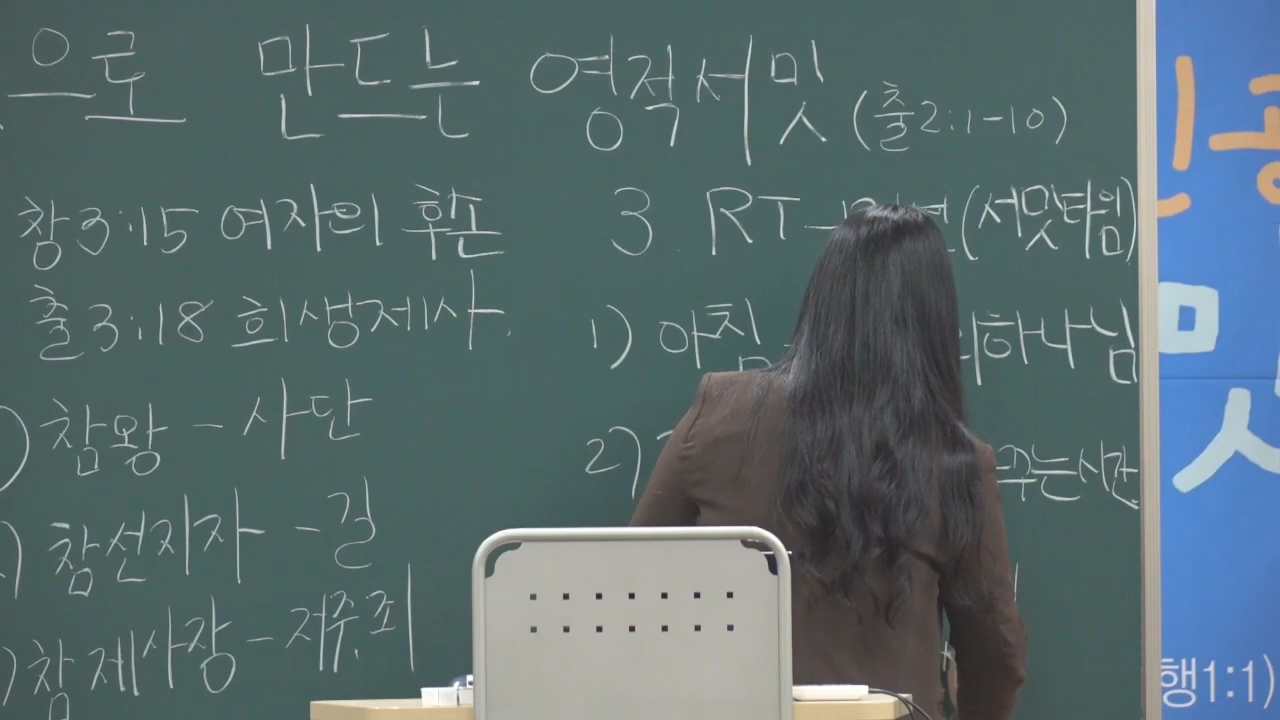 으로 만드는 영적서밋 (출2:1-10)
창3:15 여자의 후손
출3:18 희생제사
참왕 - 사단
참선지자 - 길
참제사장 - 저주, 죄
3. RT (서밋타임)
1) 아침 하나님
2) 꾸는시간
행1:1)